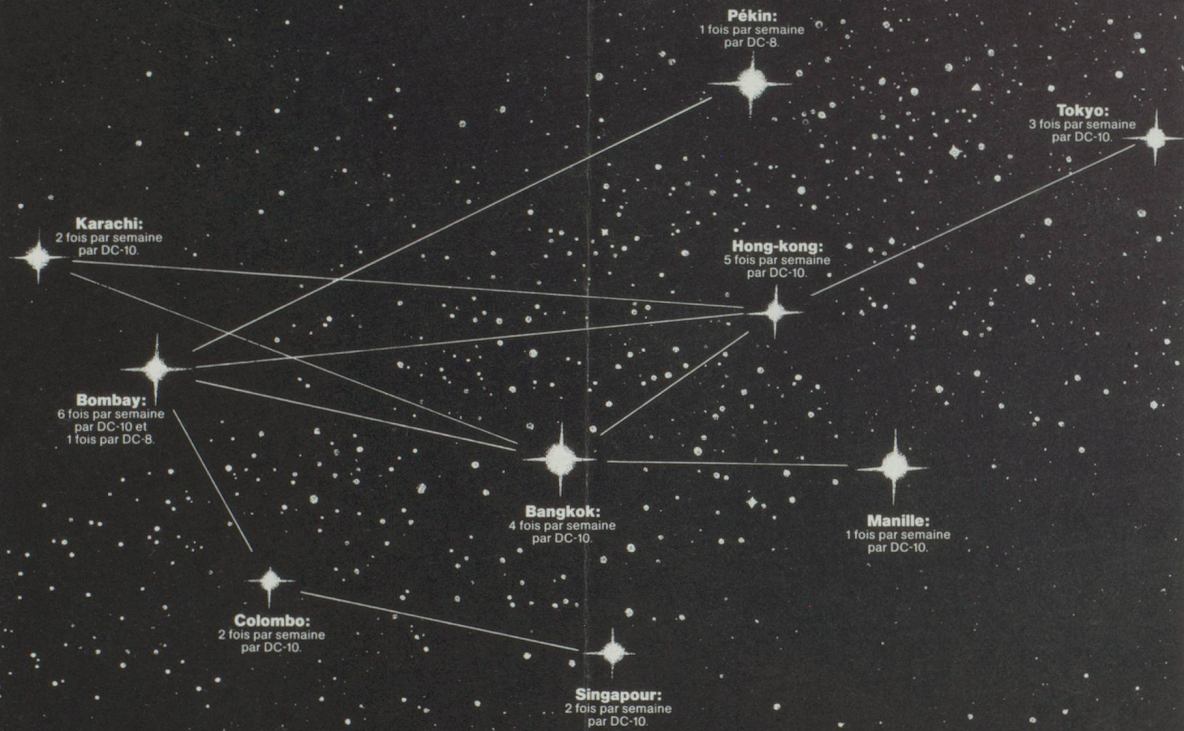 Pékin:
1 fois par semaine
par DC-8.
Tokyo:
3 fois par semaine
par DC-10.
Karachi:
2 fois par semaine
par DC-10.
Hong-kong:
5 fois par semaine
par DC-10.
Bombay:
6 fois par semaine
par DC-10 et
1 fois par DC-8.
Bangkok:
4 fois par semaine
par DC-10.
Manille:
1 fois par semaine
par DC-10.
Colombo:
2 fois par semaine
par DC-10.
Singapour:
2 fois par semaine
par DC-10.